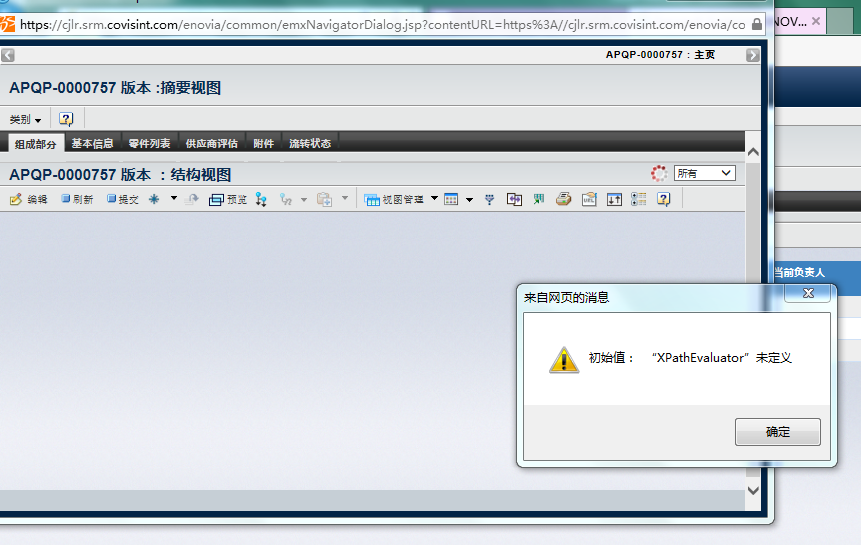 https://cjlr.srm.covisint.com/enovia/common/emxNavigatorDialog.jsp?contentURL=https%3A//cjlr.srm.covisint.com/enovia/co
NOV...
APQP-0000757：主页
APQP-0000757 版本 :摘要视图
类别
组成部分 基本信息 零件列表 供应商评估 附件 流转状态
APQP-0000757 版本 ：结构视图
所有
编辑 刷新 提交 预览 视图管理
当前负责人
来自网页的消息
初始值： “XPathEvaluator”未定义
确定